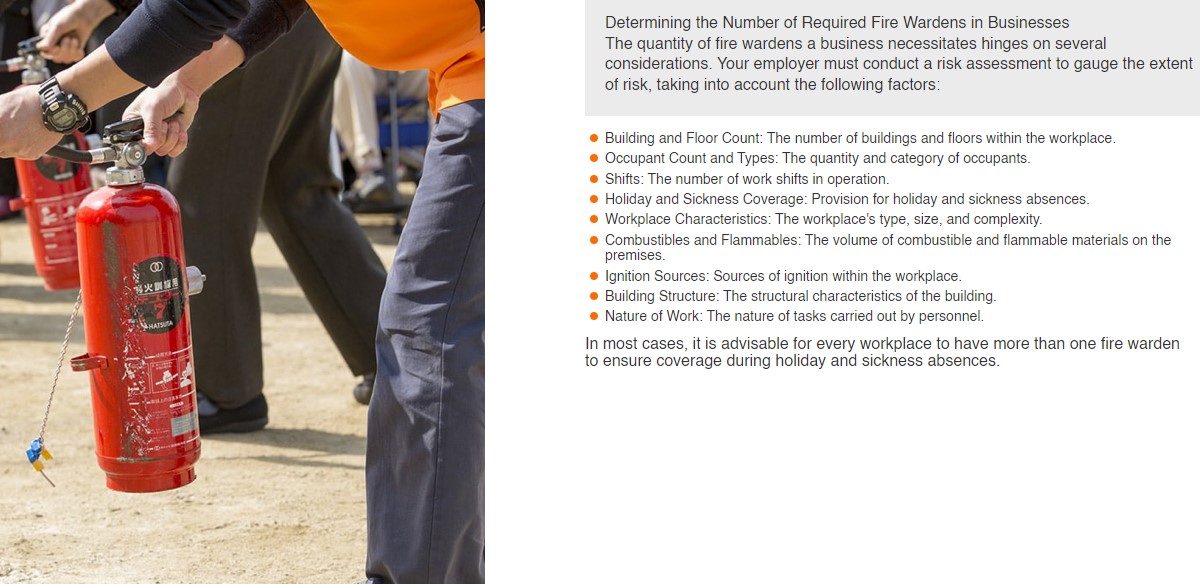 消火訓練用
7
HATSUTA
Determining the Number of Required Fire Wardens in Businesses
The quantity of fire wardens a business necessitates hinges on several
considerations. Your employer must conduct a risk assessment to gauge the extent
of risk, taking into account the following factors:
Building and Floor Count: The number of buildings and floors within the workplace.
Occupant Count and Types: The quantity and category of occupants.
Shifts: The number of work shifts in operation.
Holiday and Sickness Coverage: Provision for holiday and sickness absences.
Workplace Characteristics: The workplace's type, size, and complexity.
Combustibles and Flammables: The volume of combustible and flammable materials on the
premises.
Ignition Sources: Sources of ignition within the workplace.
Building Structure: The structural characteristics of the building.
Nature of Work: The nature of tasks carried out by personnel.
In most cases, it is advisable for every workplace to have more than one fire warden
to ensure coverage during holiday and sickness absences.